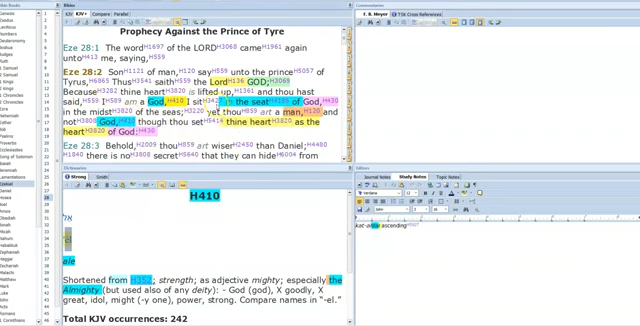 Bibles
KJV KJV+ Compare Parallel
Prophecy Against the Prince of Tyre
Eze 28:1 The word H1697 of the LORD H3068 came H1961 again
unto H413 me, saying, H559
Eze 28:2 Son H1121 of man, H120 say H559 unto the prince H5057 of
Tyrus, H6865 Thus H3541 saith H559 the Lord H136 GOD; H3069
Because H3282 thine heart H3820 is lifted up, H1361 and thou hast
said, H559 I H589 am a God, H410 I sit H3427 in the seat H4186 of God, H430
in the midst H3820 of the seas; H3220 yet thou H859 art a man, H120 and
not H3808 God, H410 though thou set H5414 thine heart H3820 as the
heart H3820 of God: H430
Eze 28:3 Behold, H2009 thou H859 art wiser H2450 than Daniel; H4480
H1840 there is no H3808 secret H5640 that they can hide H6004 from
Dictionaries
Strong Smith
H410
אל
'êl
ale
Shortened from H352; strength; as adjective mighty; especially the
Almighty (but used also of any deity): - God (god), X goodly, X
great, idol, might (-y one), power, strong. Compare names in "-el."
Total KJV occurrences: 242
Commentaries
F. B. Meyer TSK Cross References
Editors
Journal Notes Study Notes Topic Notes
Verdana
John 3 16
ascending
Genesis
Exodus
Leviticus
Numbers
Deuteronomy
Joshua
Judges
Ruth
1 Samuel
2 Samuel
1 Kings
2 Kings
1 Chronicles
2 Chronicles
Ezra
Nehemiah
Esther
Job
Psalms
Proverbs
Ecclesiastes
Song of Solomon
Isaiah
Jeremiah
Lamentations
Ezekiel
Daniel
Hosea
Joel
Amos
Obadiah
Jonah
Micah
Nahum
Habakkuk
Zephaniah
Haggai
Zechariah
Malachi
Matthew
Mark
Luke
John
Acts
Romans
1 Corinthians